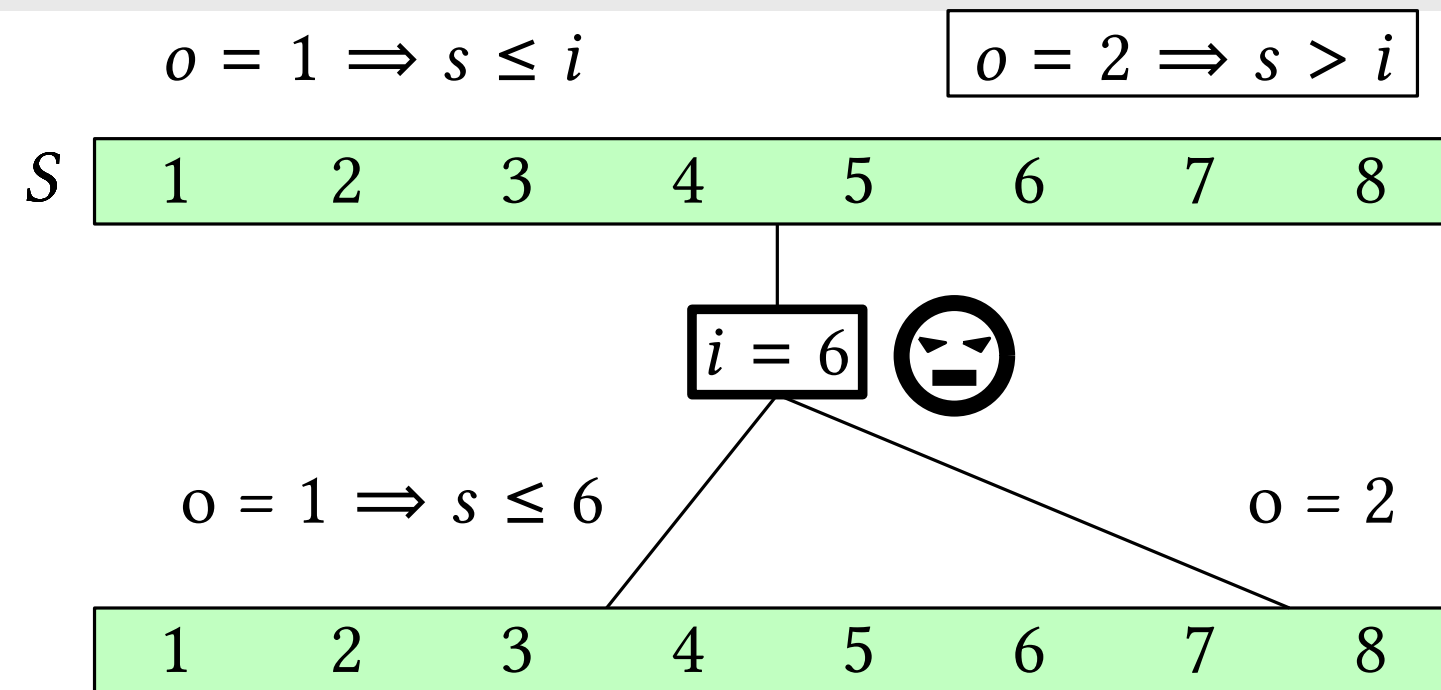 o = 1 ⟹ s ≤ i
o = 2 ⟹ s > i
S 1 2 3 4 5 6 7 8
i = 6
o = 1 ⟹ s ≤ 6
o = 2
1 2 3 4 5 6 7 8